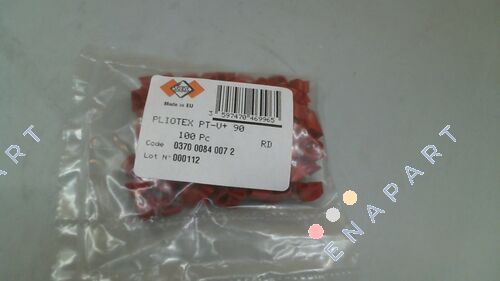 Made in EU
3 597470 469965
PLIOTEX PT-V+ 90
100 Pc
RD
Code 0370 0084 007 2
Lot N° 000112
ENAPART
ENAPART